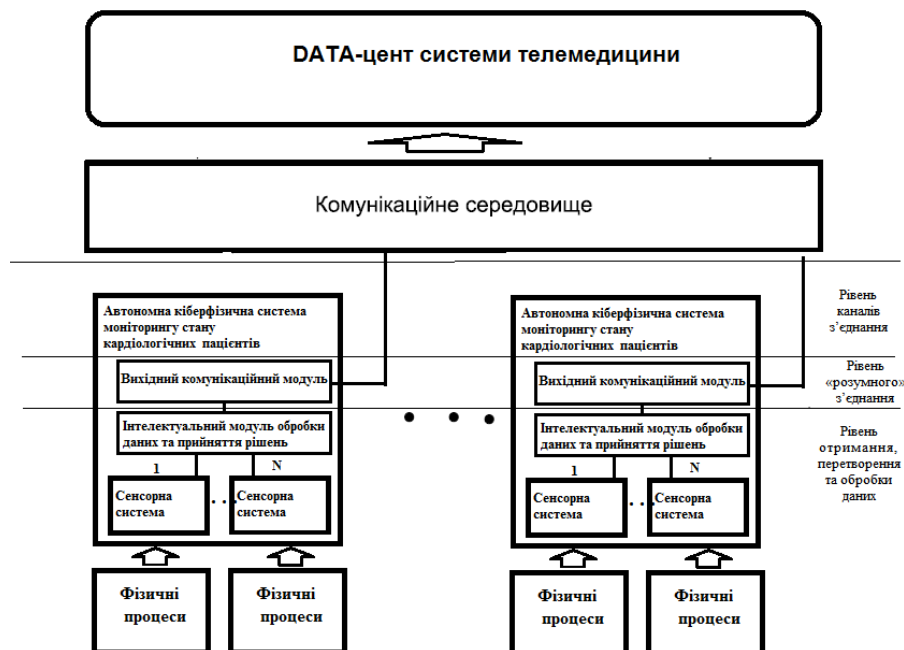 DATA-цент системи телемедицини
Комунікаційне середовище
Автономна кіберфізична система
моніторингу стану
кардіологічних пацієнтів
Вихідний комунікаційний модуль
Інтелектуальний модуль обробки
даних та прийняття рішень
1
N
Сенсорна
система
. . .
Сенсорна
система
Фізичні
процеси
Фізичні
процеси
• • •
Автономна кіберфізична система
моніторингу стану
кардіологічних пацієнтів
Вихідний комунікаційний модуль
Інтелектуальний модуль обробки
даних та прийняття рішень
1
N
Сенсорна
система
. . .
Сенсорна
система
Фізичні
процеси
Фізичні
процеси
Рівень
каналів
з’єднання
Рівень
«розумного»
з’єднання
Рівень
отримання,
перетворення
та обробки
даних